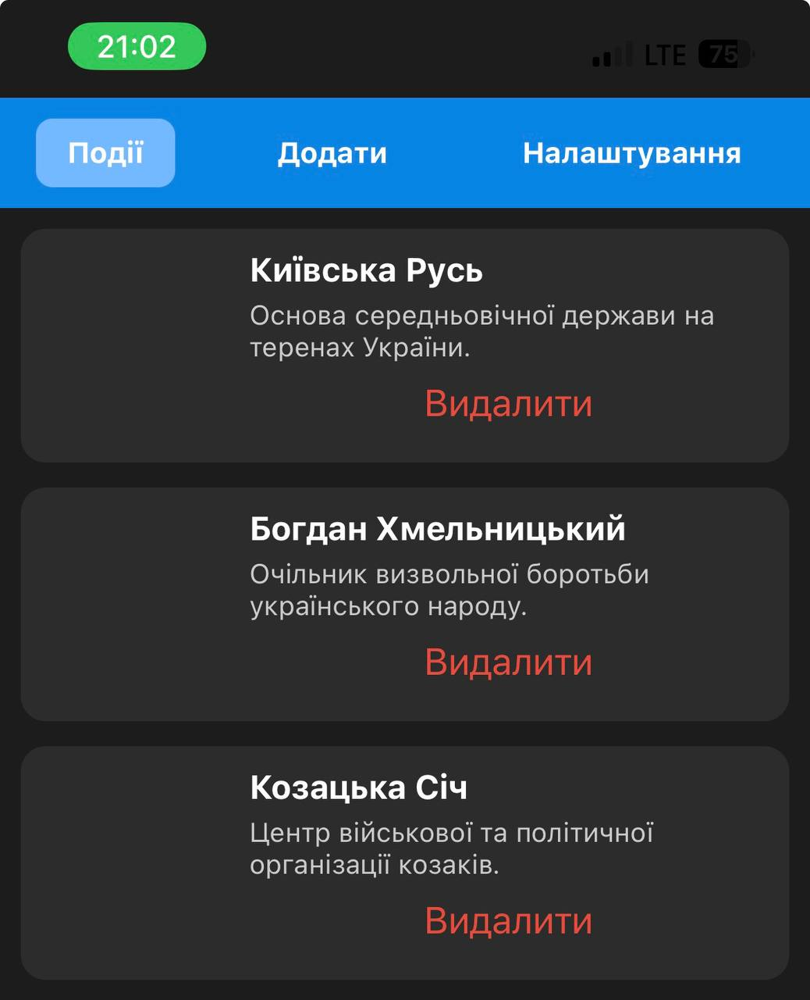 21:02
LTE 75
Події Додати Налаштування
Київська Русь
Основа середньовічної держави на
теренах України.
Видалити
Богдан Хмельницький
Очільник визвольної боротьби
українського народу.
Видалити
Козацька Січ
Центр військової та політичної
організації козаків.
Видалити